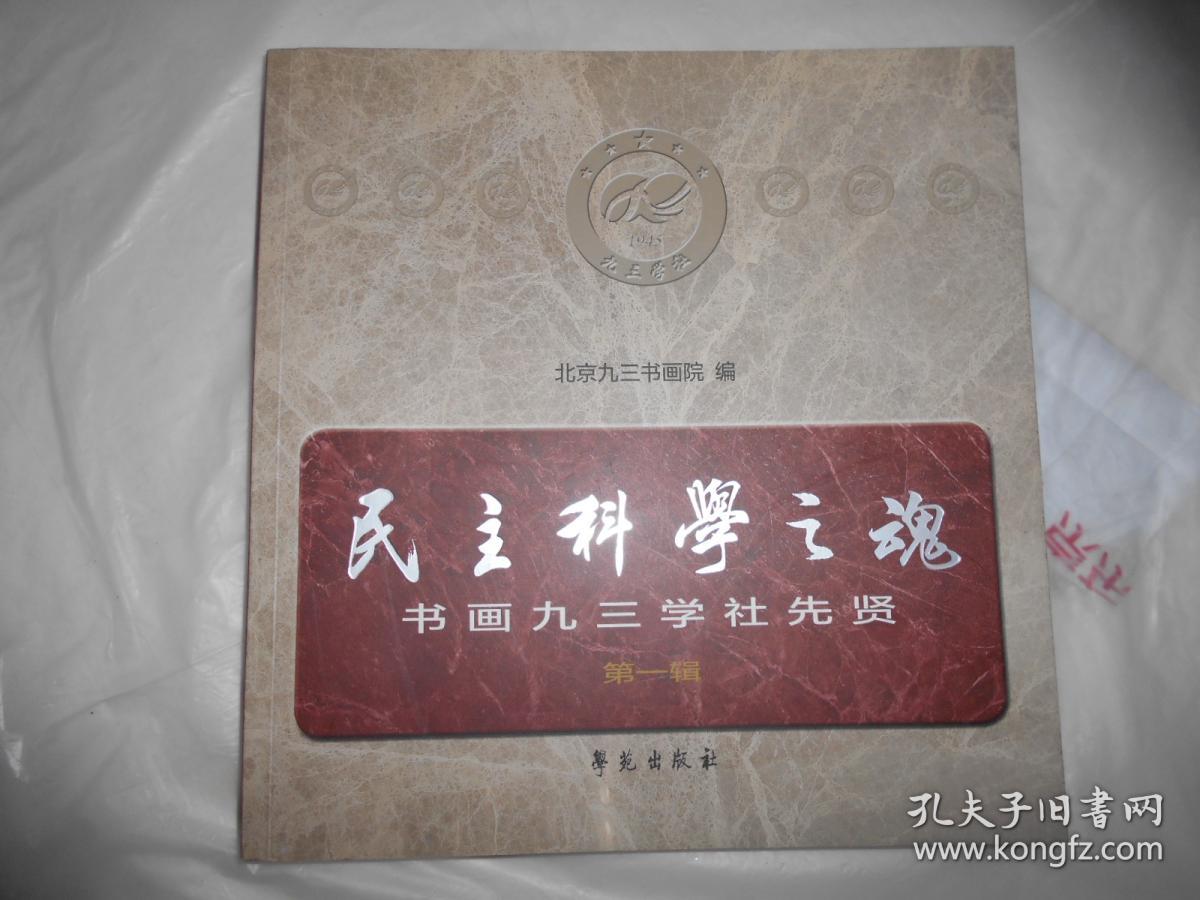 1945
九三学社
北京九三书画院 编
民主科學之魂
书画九三学社先贤
第一辑
學苑出版社
孔夫子旧書网
www.kongfz.com